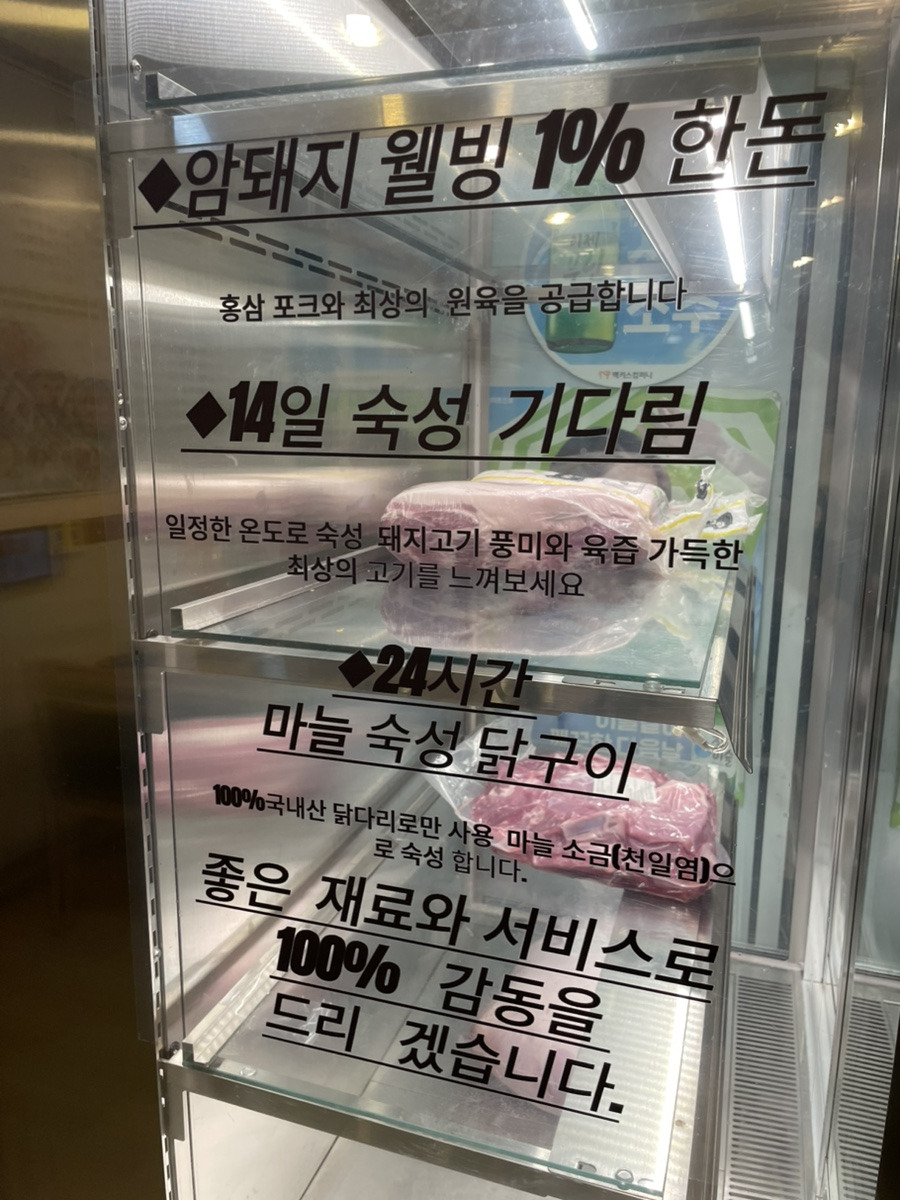 ◆암돼지 웰빙 1% 한돈
홍삼 포크와 최상의 원육을 공급합니다
소주
◆14일 숙성 기다림
일정한 온도로 숙성 돼지고기 풍미와 육즙 가득한
최상의 고기를 느껴보세요
◆24시간
마늘 숙성 닭구이
100%국내산 닭다리로만 사용 마늘 소금(천일염)으
로 숙성 합니다.
좋은 재료와 서비스로
100% 감동을
드리 겠습니다.